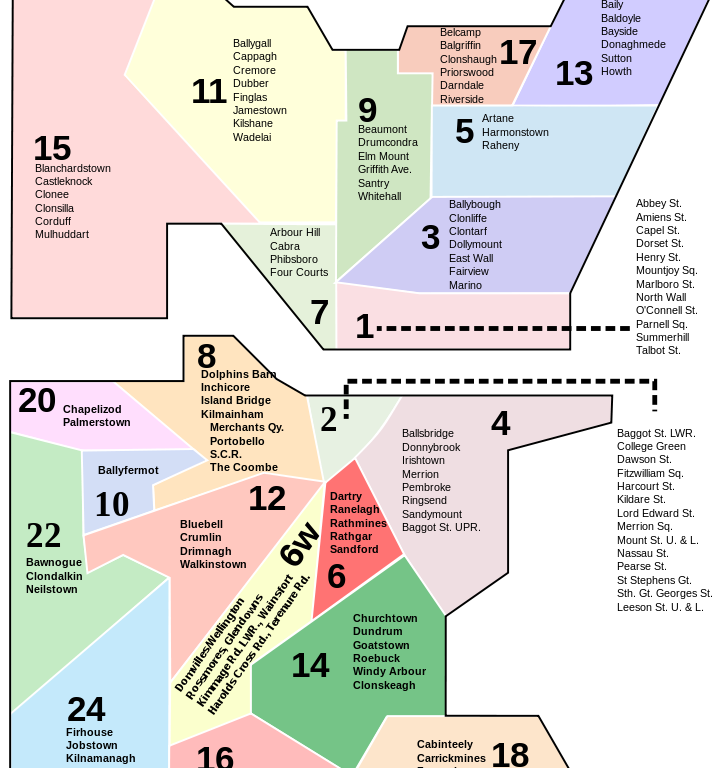 Baily
Baldoyle
Bayside
Donaghmede
Sutton
Howth
13
Belcamp
Balgriffin
Clonshaugh
Priorswood
Darndale
Riverside
17
11
Ballygall
Cappagh
Cremore
Dubber
Finglas
Jamestown
Kilshane
Wadelai
9
Beaumont
Drumcondra
Elm Mount
Griffith Ave.
Santry
Whitehall
5
Artane
Harmonstown
Raheny
15
Blanchardstown
Castleknock
Clonee
Clonsilla
Corduff
Mulhuddart
3
Ballybough
Clonliffe
Clontarf
Dollymount
East Wall
Fairview
Marino
Arbour Hill
Cabra
Phibsboro
Four Courts
7
1
Abbey St.
Amiens St.
Capel St.
Dorset St.
Henry St.
Mountjoy Sq.
Marlboro St.
North Wall
O'Connell St.
Parnell Sq.
Summerhill
Talbot St.
8
Dolphins Barn
Inchicore
Island Bridge
Kilmainham
Merchants Qy.
Portobello
S.C.R.
The Coombe
20
Chapelizod
Palmerstown
2
4
Ballsbridge
Donnybrook
Irishtown
Merrion
Pembroke
Ringsend
Sandymount
Baggot St. UPR.
Baggot St. LWR.
College Green
Dawson St.
Fitzwilliam Sq.
Harcourt St.
Kildare St.
Lord Edward St.
Merrion Sq.
Mount St. U. & L.
Nassau St.
Pearse St.
St Stephens Gt.
Sth. Gt. Georges St.
Leeson St. U. & L.
Ballyfermot
10
12
Bluebell
Crumlin
Drimnagh
Walkinstown
22
Bawnogue
Clondalkin
Neilstown
6w
Domvilles/Wellington
Rossmores, Glendowns
Kimmage Rd. LWR., Wainsfort
Harolds Cross Rd., Terenure Rd.
Dartry
Ranelagh
Rathmines
Rathgar
Sandford
6
14
Churchtown
Dundrum
Goatstown
Roebuck
Windy Arbour
Clonskeagh
24
Firhouse
Jobstown
Kilnamanagh
16
Cabinteely
Carrickmines
18